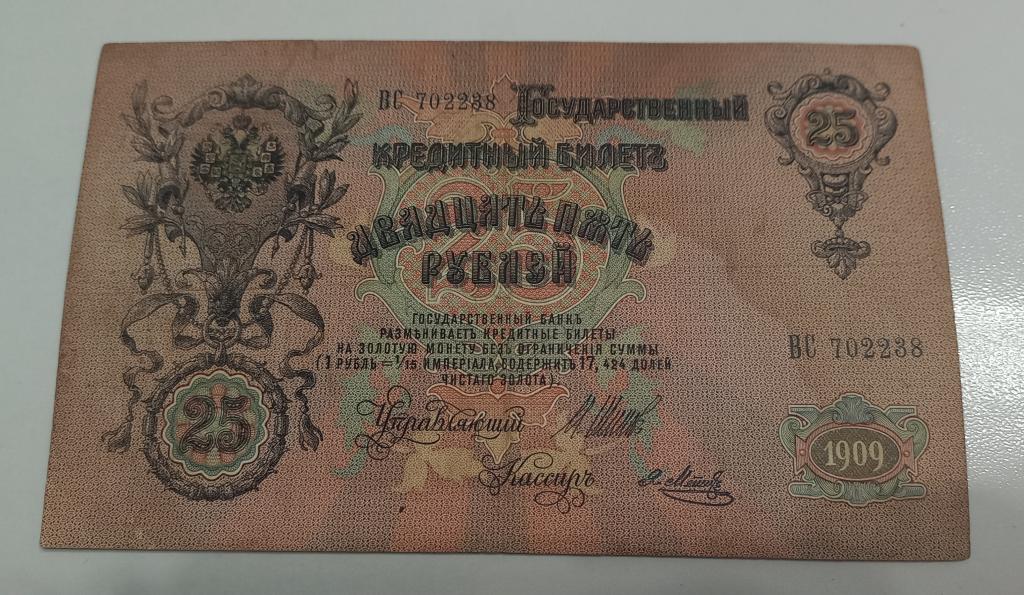 ВС 702238 Государственный
25
Кредитный Билетъ
Двадцать пять
рублей
25
ГОСУДАРСТВЕННЫЙ БАНКЪ
РАЗМѢНИВАЕТЪ КРЕДИТНЫЕ БИЛЕТЫ
НА ЗОЛОТУЮ МОНЕТУ БЕЗЪ ОГРАНИЧЕНІЯ СУММЫ
(1 РУБЛЬ = 1/15 ИМПЕРІАЛА, СОДЕРЖИТЪ 17,424 ДОЛЕЙ
ЧИСТАГО ЗОЛОТА).
ВС 702238
25
Управляющій
Кассиръ
1909